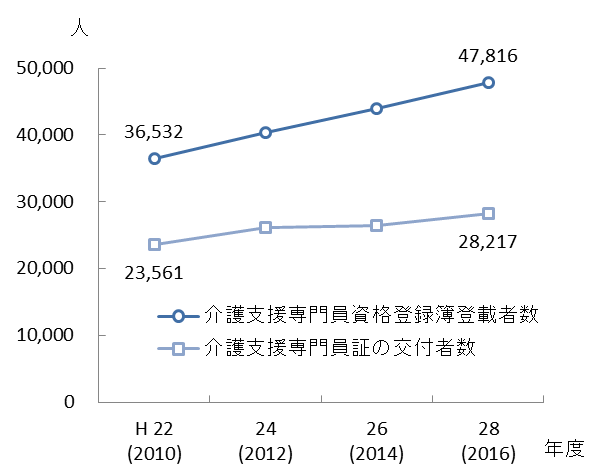 人
50,000
40,000
30,000
20,000
10,000
0
47,816
36,532
28,217
23,561
介護支援専門員資格登録簿登載者数
介護支援専門員証の交付者数
H 22 24 26 28
(2010) (2012) (2014) (2016)
年度